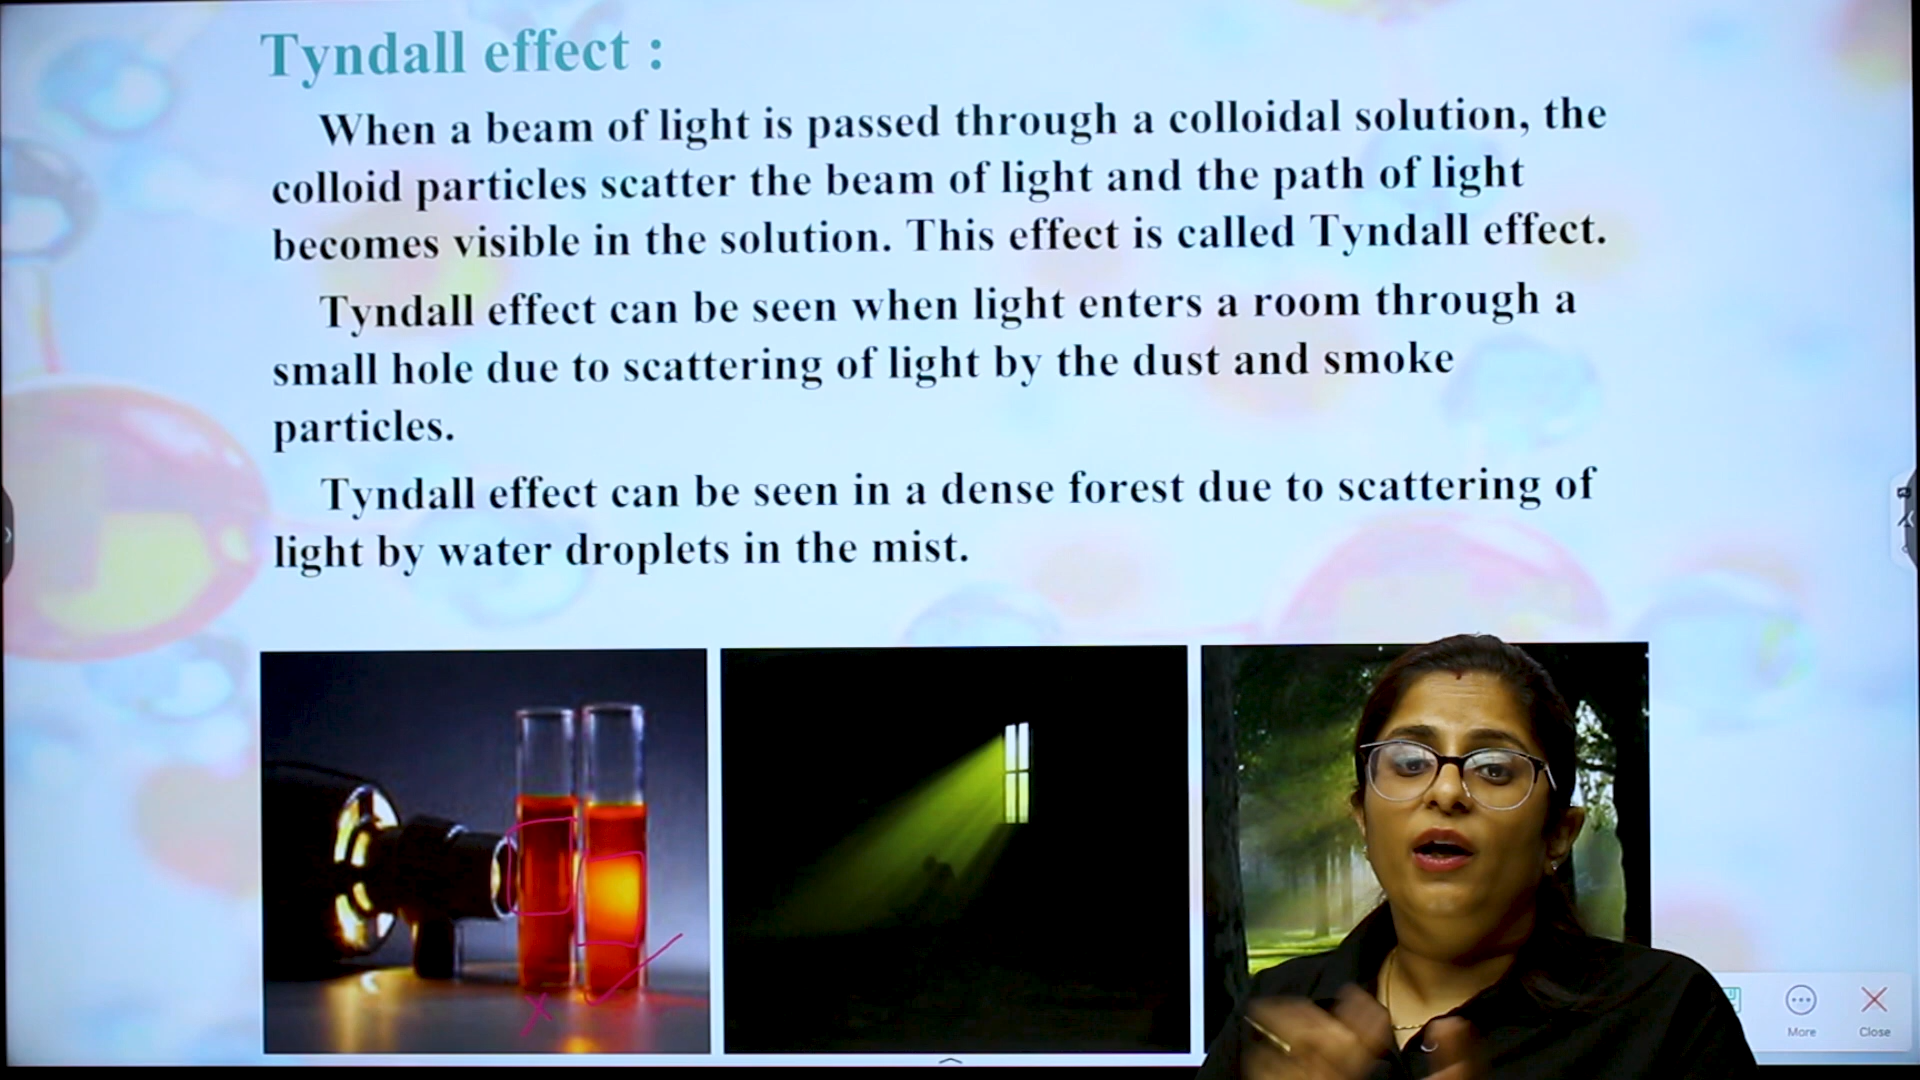 Tyndall effect :
When a beam of light is passed through a colloidal solution, the
colloid particles scatter the beam of light and the path of light
becomes visible in the solution. This effect is called Tyndall effect.
Tyndall effect can be seen when light enters a room through a
small hole due to scattering of light by the dust and smoke
particles.
Tyndall effect can be seen in a dense forest due to scattering of
light by water droplets in the mist.
More
Close